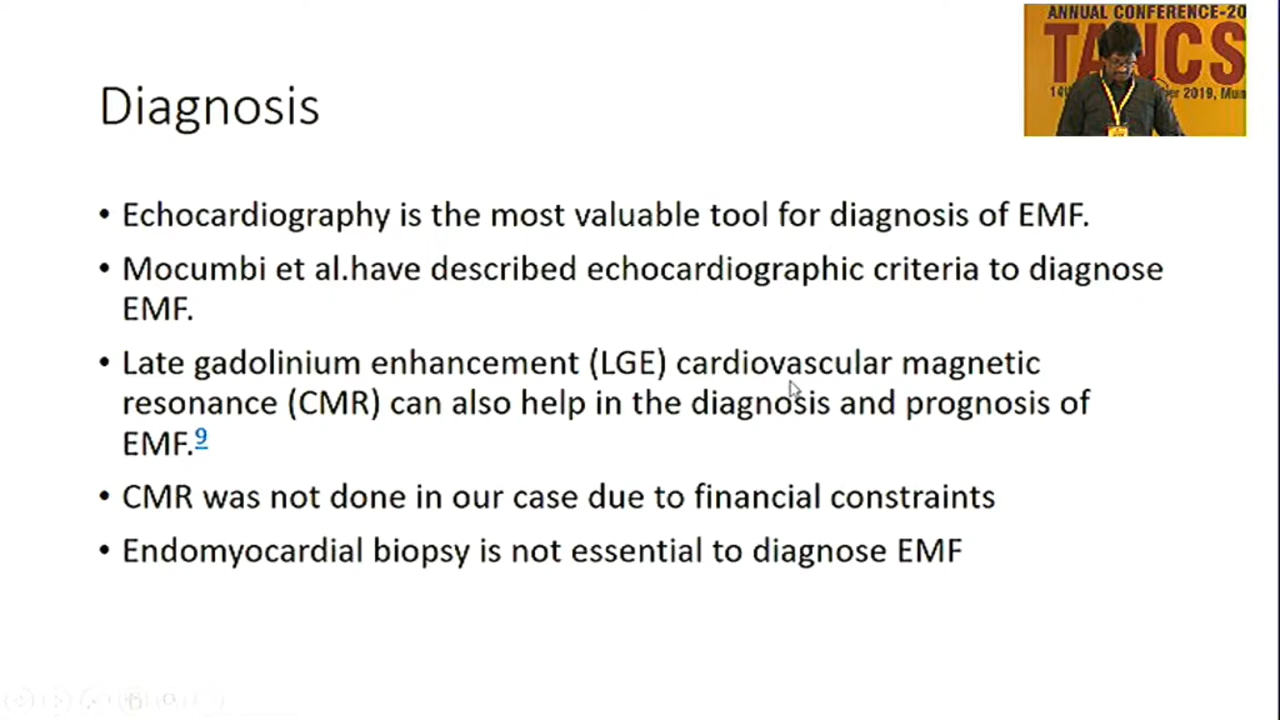 ANNUAL CONFERENCE-20
Diagnosis
• Echocardiography is the most valuable tool for diagnosis of EMF.
• Mocumbi et al.have described echocardiographic criteria to diagnose
EMF.
• Late gadolinium enhancement (LGE) cardiovascular magnetic
resonance (CMR) can also help in the diagnosis and prognosis of
EMF.9
• CMR was not done in our case due to financial constraints
• Endomyocardial biopsy is not essential to diagnose EMF